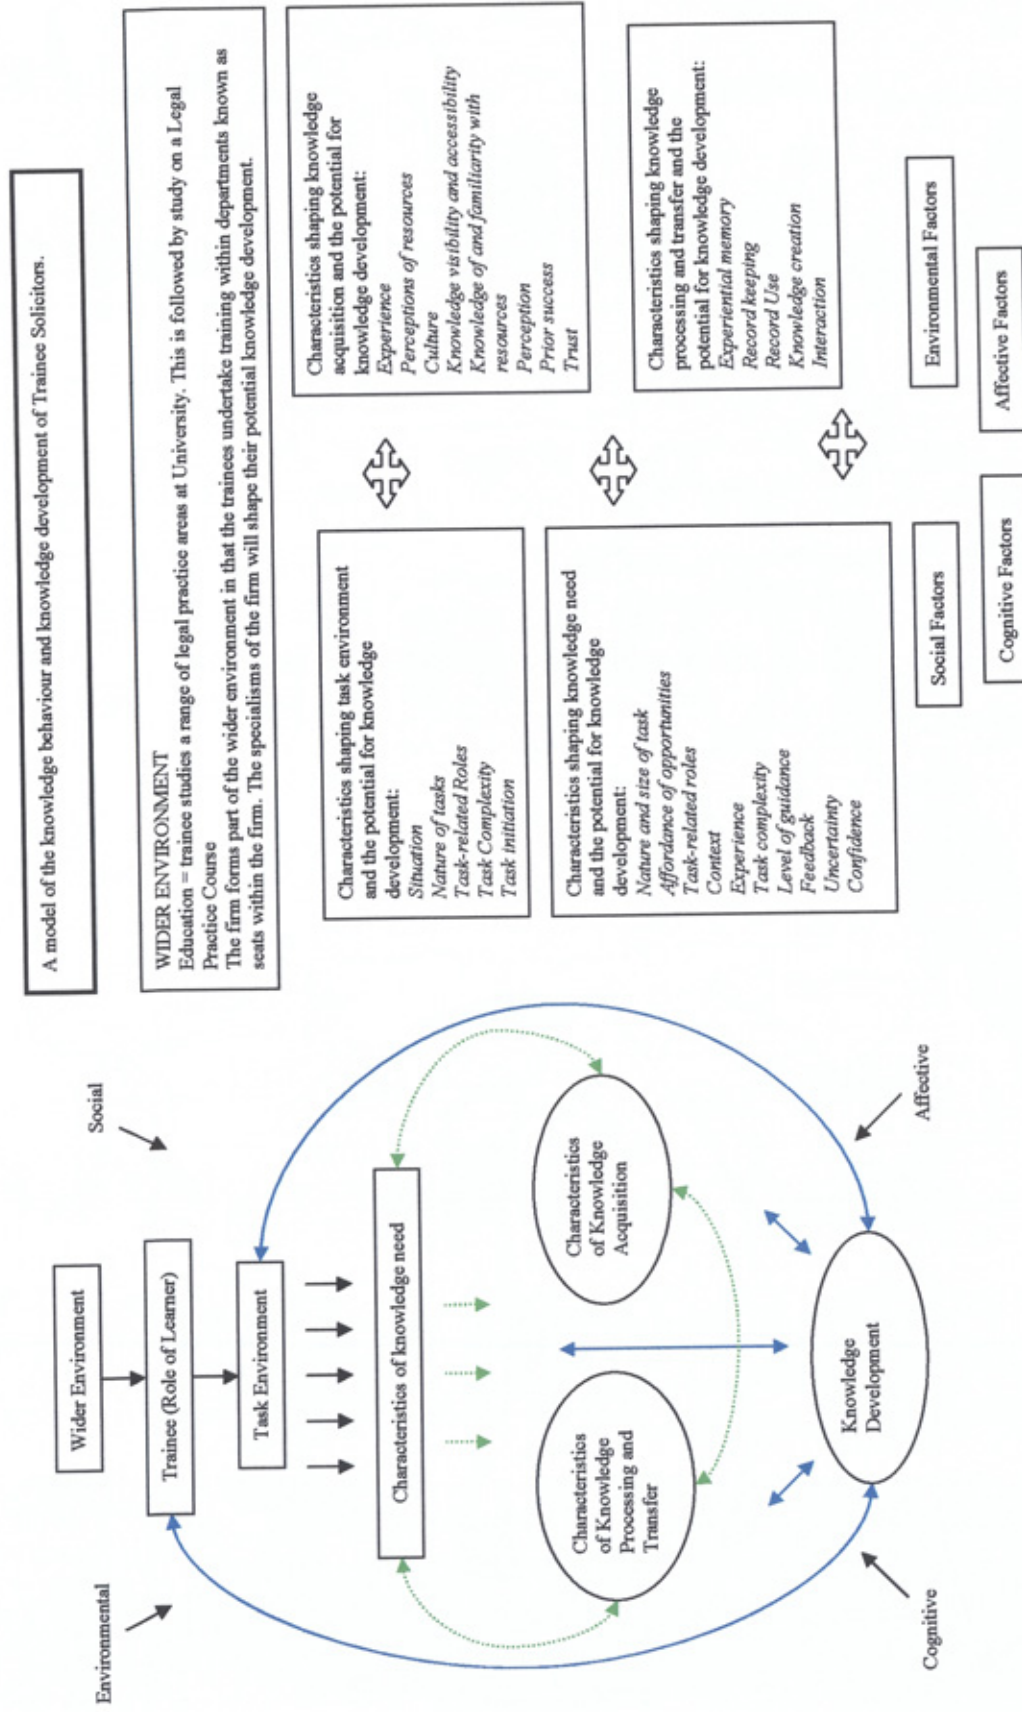 A model of the knowledge behaviour and knowledge development of Trainee Solicitors.
WIDER ENVIRONMENT
Education = trainee studies a range of legal practice areas at University. This is followed by study on a Legal
Practice Course
The firm forms part of the wider environment in that the trainees undertake training within departments known as
seats within the firm. The specialisms of the firm will shape their potential knowledge development.
Environmental
Social
Wider Environment
Trainee (Role of Learner)
Task Environment
Characteristics of knowledge need
Characteristics
of Knowledge
Processing and
Transfer
Characteristics
of Knowledge
Acquisition
Knowledge
Development
Cognitive
Affective
Characteristics shaping task environment
and the potential for knowledge
development:
Situation
Nature of tasks
Task-related Roles
Task Complexity
Task initiation
Characteristics shaping knowledge
acquisition and the potential for
knowledge development:
Experience
Perceptions of resources
Culture
Knowledge visibility and accessibility
Knowledge of and familiarity with
resources
Perception
Prior success
Trust
Characteristics shaping knowledge need
and the potential for knowledge
development:
Nature and size of task
Affordance of opportunities
Task-related roles
Context
Experience
Task complexity
Level of guidance
Feedback
Uncertainty
Confidence
Characteristics shaping knowledge
processing and transfer and the
potential for knowledge development:
Experiential memory
Record keeping
Record Use
Knowledge creation
Interaction
Social Factors
Environmental Factors
Cognitive Factors
Affective Factors